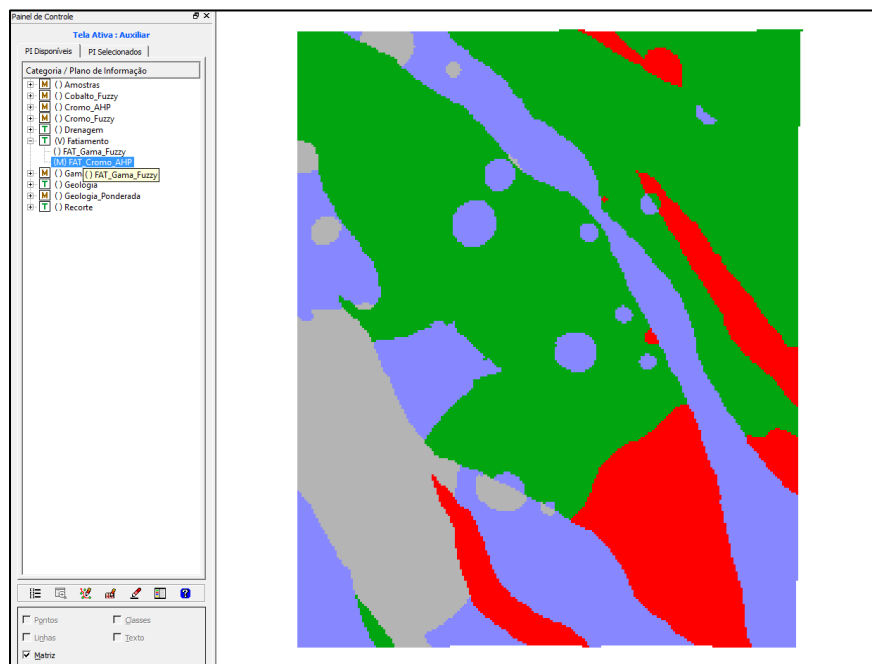 Painel de Controle
Tela Ativa : Auxiliar
PI Disponíveis PI Selecionados
Categoria / Plano de Informação
M () Amostras
M () Cobalto_Fuzzy
M () Cromo_AHP
M () Cromo_Fuzzy
T () Drenagem
T (V) Fatiamento
() FAT_Gama_Fuzzy
(M) FAT_Cromo_AHP
M () Gam () FAT_Gama_Fuzzy
T () Geologia
M () Geologia_Ponderada
T () Recorte
Pontos Classes
Linhas Texto
Matriz